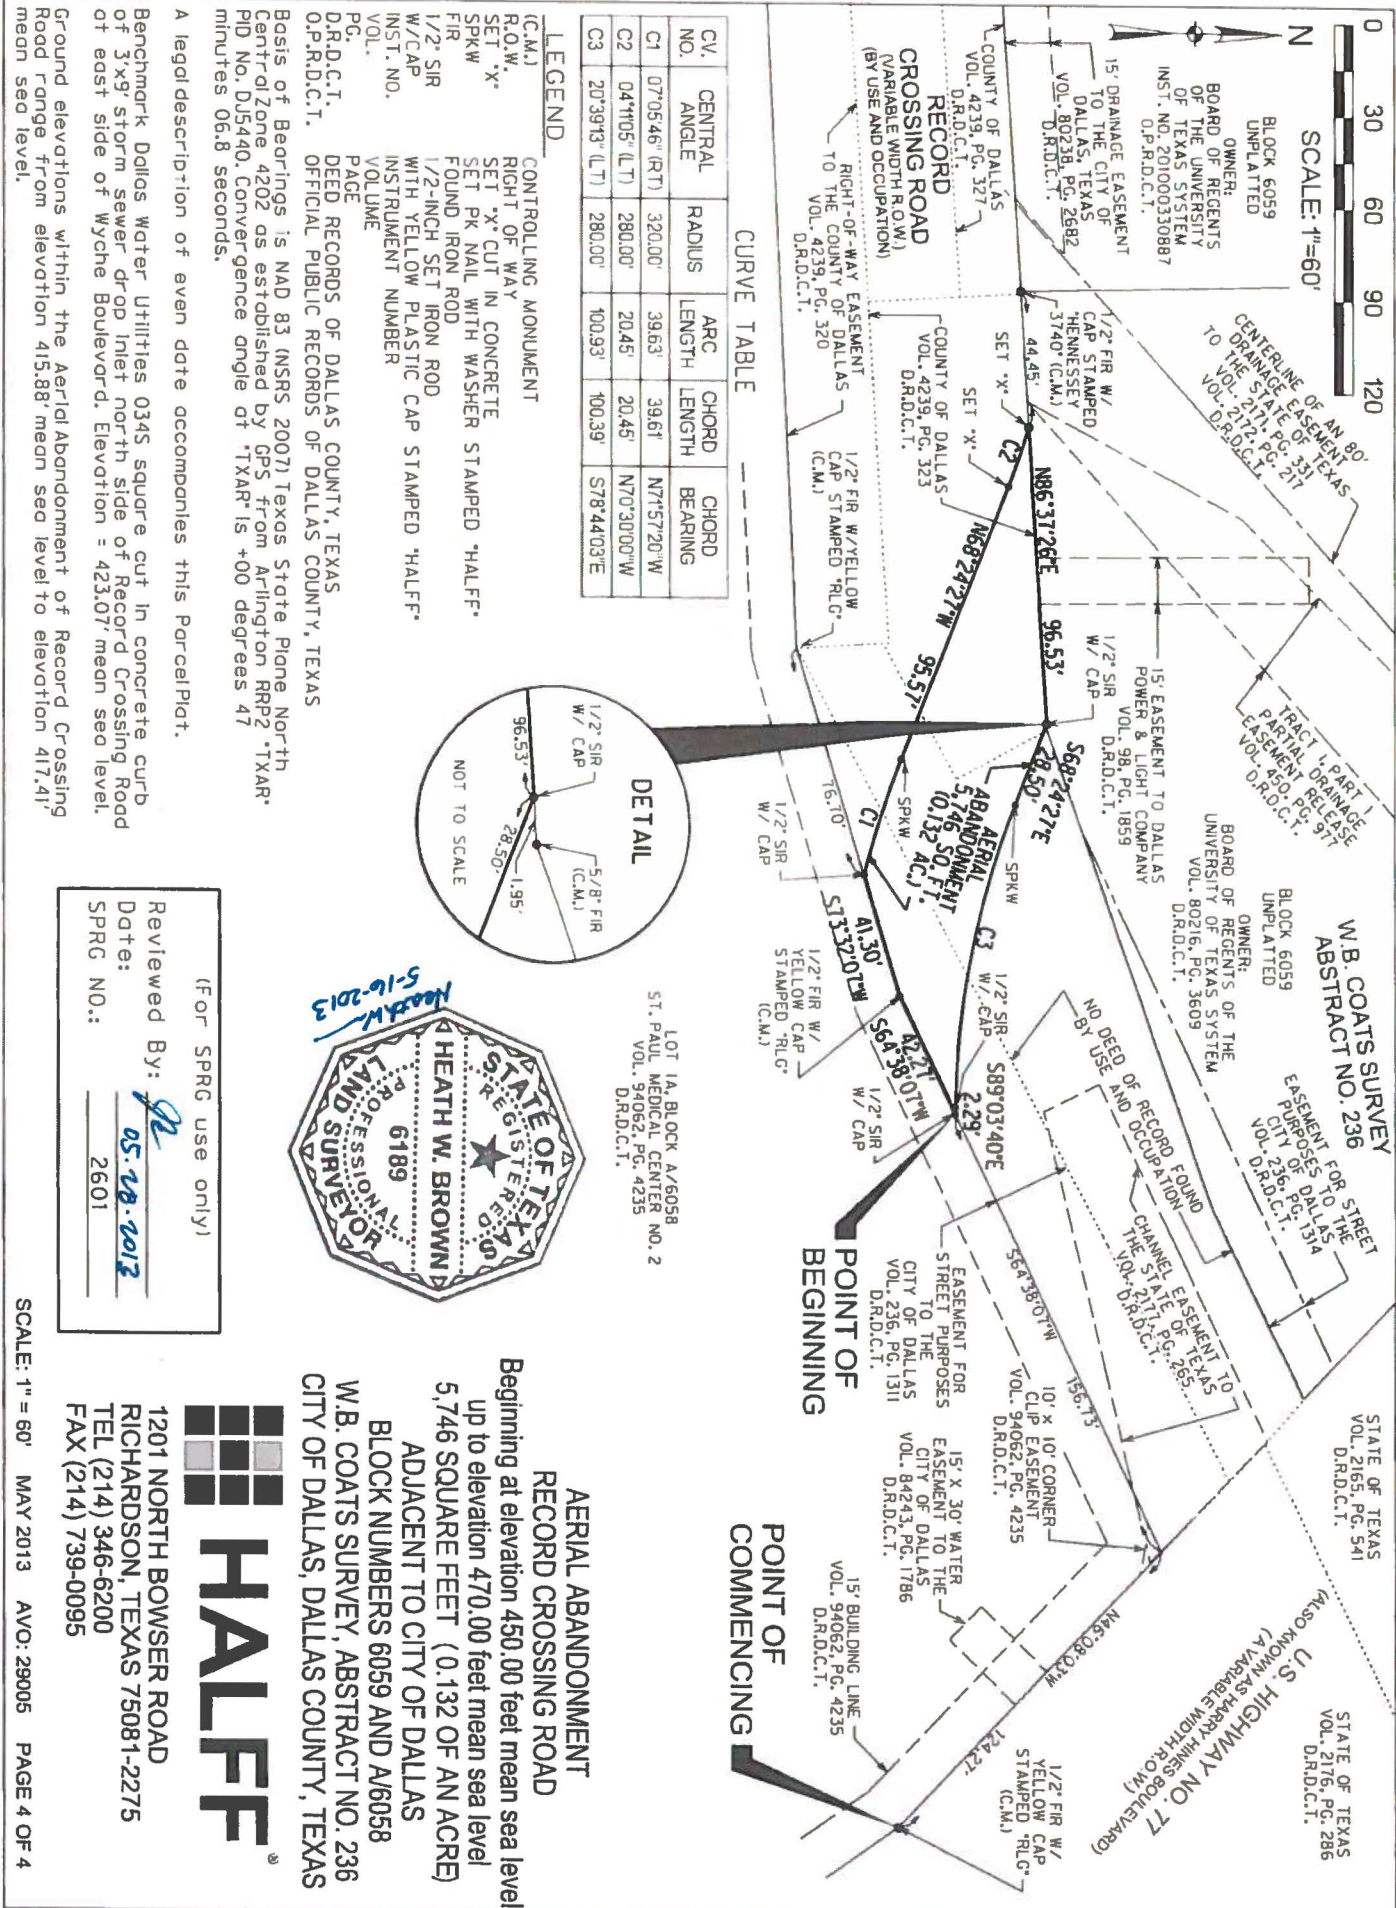 0 30 60 90 120
SCALE: 1"=60'
N
BLOCK 6059
UNPLATTED
OWNER:
BOARD OF REGENTS
OF THE UNIVERSITY
OF TEXAS SYSTEM
INST. NO. 201000330887
O.P.R.D.C.T.
15' DRAINAGE EASEMENT
TO THE CITY OF
DALLAS, TEXAS
VOL. 80238, PG. 2682
D.R.D.C.T.
COUNTY OF DALLAS
VOL. 4239, PG. 327
D.R.D.C.T.
RECORD
CROSSING ROAD
(VARIABLE WIDTH R.O.W.)
(BY USE AND OCCUPATION)
RIGHT-OF-WAY EASEMENT
TO THE COUNTY OF DALLAS
VOL. 4239, PG. 320
D.R.D.C.T.
CENTERLINE OF AN 80'
DRAINAGE EASEMENT
TO THE STATE OF TEXAS
VOL. 2171, PG. 331
VOL. 2172, PG. 217
D.R.D.C.T.
1/2" FIR W/
CAP STAMPED
"HENNESSEY
3740" (C.M.)
44.45'
SET "X"
SET "X"
COUNTY OF DALLAS
VOL. 4239, PG. 323
D.R.D.C.T.
1/2" FIR W/YELLOW
CAP STAMPED "RLG"
(C.M.)
C2
N86°37'26"E
96.53'
N68°24'27"W
95.57'
TRACT 1, PART 1
PARTIAL DRAINAGE
EASEMENT RELEASE
VOL. 450, PG. 977
D.R.D.C.T.
15' EASEMENT TO DALLAS
POWER & LIGHT COMPANY
VOL. 98, PG. 1859
D.R.D.C.T.
1/2" SIR
W/ CAP
S68°24'27"E
28.50'
SPKW
SPKW
AERIAL
ABANDONMENT
5,746 SQ. FT.
(0.132 AC.)
76.70'
C1
C3
1/2" SIR
W/ CAP
41.30'
S73°32'07"W
1/2" FIR W/
YELLOW CAP
STAMPED "RLG"
(C.M.)
42.27'
S64°38'07"W
1/2" SIR
W/ CAP
1/2" SIR
W/ CAP
S89°03'40"E
2.29'
W.B. COATS SURVEY
ABSTRACT NO. 236
BLOCK 6059
UNPLATTED
OWNER:
BOARD OF REGENTS OF THE
UNIVERSITY OF TEXAS SYSTEM
VOL. 80216, PG. 3609
D.R.D.C.T.
EASEMENT FOR STREET
PURPOSES TO THE
CITY OF DALLAS
VOL. 236, PG. 1314
D.R.D.C.T.
NO DEED OF RECORD FOUND
BY USE AND OCCUPATION
CHANNEL EASEMENT TO
THE STATE OF TEXAS
VOL. 2177, PG. 265
D.R.D.C.T.
S64°38'07"W
156.73'
EASEMENT FOR
STREET PURPOSES
TO THE
CITY OF DALLAS
VOL. 236, PG. 1311
D.R.D.C.T.
POINT OF
BEGINNING
10' X 10' CORNER
CLIP EASEMENT
VOL. 94062, PG. 4235
D.R.D.C.T.
15' X 30' WATER
EASEMENT TO THE
CITY OF DALLAS
VOL. 84243, PG. 1786
D.R.D.C.T.
15' BUILDING LINE
VOL. 94062, PG. 4235
D.R.D.C.T.
STATE OF TEXAS
VOL. 2165, PG. 541
D.R.D.C.T.
STATE OF TEXAS
VOL. 2176, PG. 286
D.R.D.C.T.
U.S. HIGHWAY NO. 77
(ALSO KNOWN AS HARRY HINES BOULEVARD)
(A VARIABLE WIDTH R.O.W.)
N46°08'03"W
124.27'
1/2" FIR W/
YELLOW CAP
STAMPED "RLG"
(C.M.)
POINT OF
COMMENCING
LOT 1A, BLOCK A/6058
ST. PAUL MEDICAL CENTER NO. 2
VOL. 94062, PG. 4235
D.R.D.C.T.
CURVE TABLE
CV. NO. CENTRAL ANGLE RADIUS ARC LENGTH CHORD LENGTH CHORD BEARING
C1 07°05'46" (RT) 320.00' 39.63' 39.61' N71°57'20"W
C2 04°11'05" (LT) 280.00' 20.45' 20.45' N70°30'00"W
C3 20°39'13" (LT) 280.00' 100.93' 100.39' S78°44'03"E
LEGEND
(C.M.) CONTROLLING MONUMENT
R.O.W. RIGHT OF WAY
SET "X" SET "X" CUT IN CONCRETE
SPKW SET PK NAIL WITH WASHER STAMPED "HALFF"
FIR FOUND IRON ROD
1/2" SIR 1/2-INCH SET IRON ROD
W/CAP WITH YELLOW PLASTIC CAP STAMPED "HALFF"
INST. NO. INSTRUMENT NUMBER
VOL. VOLUME
PG. PAGE
D.R.D.C.T. DEED RECORDS OF DALLAS COUNTY, TEXAS
O.P.R.D.C.T. OFFICIAL PUBLIC RECORDS OF DALLAS COUNTY, TEXAS
Basis of Bearings is NAD 83 (NSRS 2007) Texas State Plane North
Central Zone 4202 as established by GPS from Arlington RRP2 "TXAR"
PID No. DJ5440. Convergence angle at "TXAR" is +00 degrees 47
minutes 06.8 seconds.
A legal description of even date accompanies this Parcel Plat.
Benchmark Dallas Water Utilities 034S square cut in concrete curb
of 3'x9' storm sewer drop inlet north side of Record Crossing Road
at east side of Wyche Boulevard. Elevation = 423.07' mean sea level.
Ground elevations within the Aerial Abandonment of Record Crossing
Road range from elevation 415.88' mean sea level to elevation 417.41'
mean sea level.
DETAIL
1/2" SIR
W/ CAP
5/8" FIR
(C.M.)
96.53'
1.95'
28.50'
NOT TO SCALE
STATE OF TEXAS
REGISTERED
HEATH W. BROWN
6189
PROFESSIONAL
LAND SURVEYOR
5-16-2013
(For SPRG use only)
Reviewed By:
Date: 05.20.2013
SPRG NO.: 2601
AERIAL ABANDONMENT
RECORD CROSSING ROAD
Beginning at elevation 450.00 feet mean sea level
up to elevation 470.00 feet mean sea level
5,746 SQUARE FEET (0.132 OF AN ACRE)
ADJACENT TO CITY OF DALLAS
BLOCK NUMBERS 6059 AND A/6058
W.B. COATS SURVEY, ABSTRACT NO. 236
CITY OF DALLAS, DALLAS COUNTY, TEXAS
HALFF®
1201 NORTH BOWSER ROAD
RICHARDSON, TEXAS 75081-2275
TEL (214) 346-6200
FAX (214) 739-0095
SCALE: 1" = 60' MAY 2013 AVO: 29005 PAGE 4 OF 4